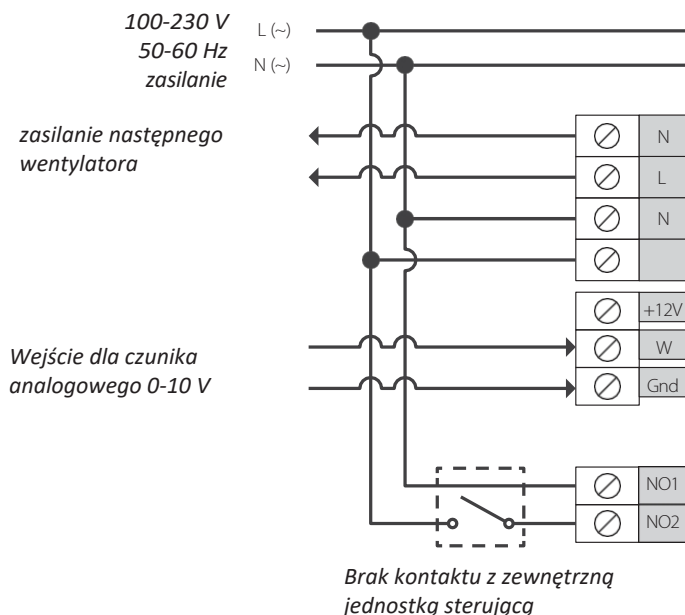 100-230 V
50-60 Hz
zasilanie
L (~)
N (~)
zasilanie następnego
wentylatora
N
L
N
+12V
W
Gnd
Wejście dla czunika
analogowego 0-10 V
NO1
NO2
Brak kontaktu z zewnętrzną
jednostką sterującą